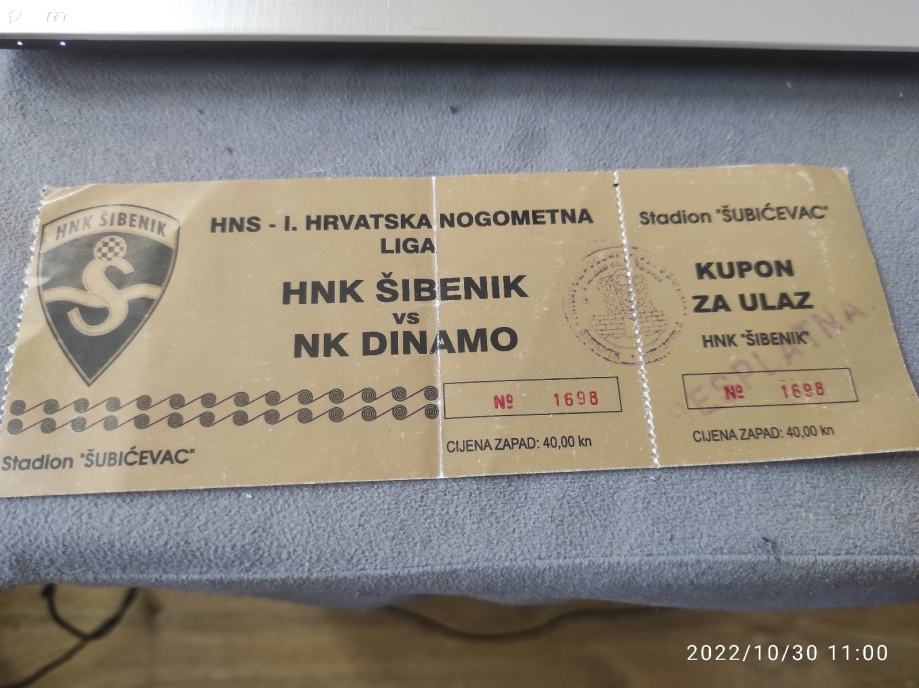 HNK ŠIBENIK
HNS - I. HRVATSKA NOGOMETNA
LIGA
HNK ŠIBENIK
vs
NK DINAMO
Nº 1698
CIJENA ZAPAD: 40,00 kn
Stadion "ŠUBIĆEVAC"
Stadion "ŠUBIĆEVAC"
KUPON
ZA ULAZ
HNK "ŠIBENIK"
BESPLATNA
Nº 1698
CIJENA ZAPAD: 40,00 kn
2022/10/30 11:00